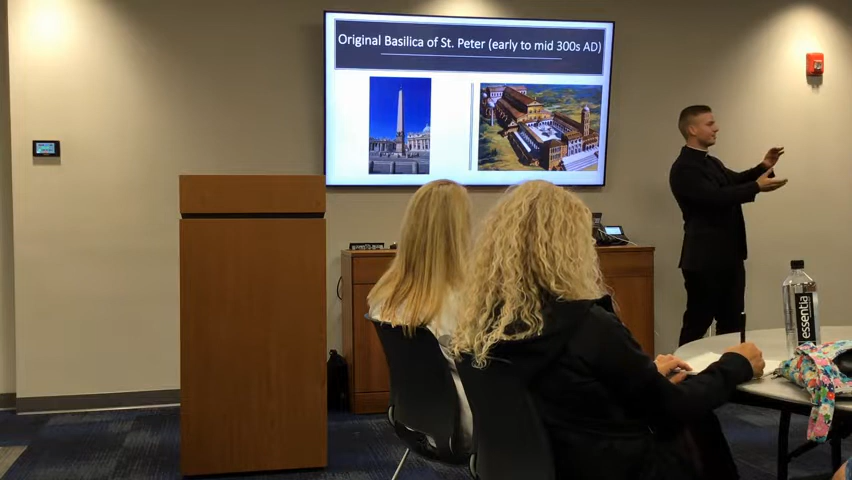 Original Basilica of St. Peter (early to mid 300s AD)
essentia